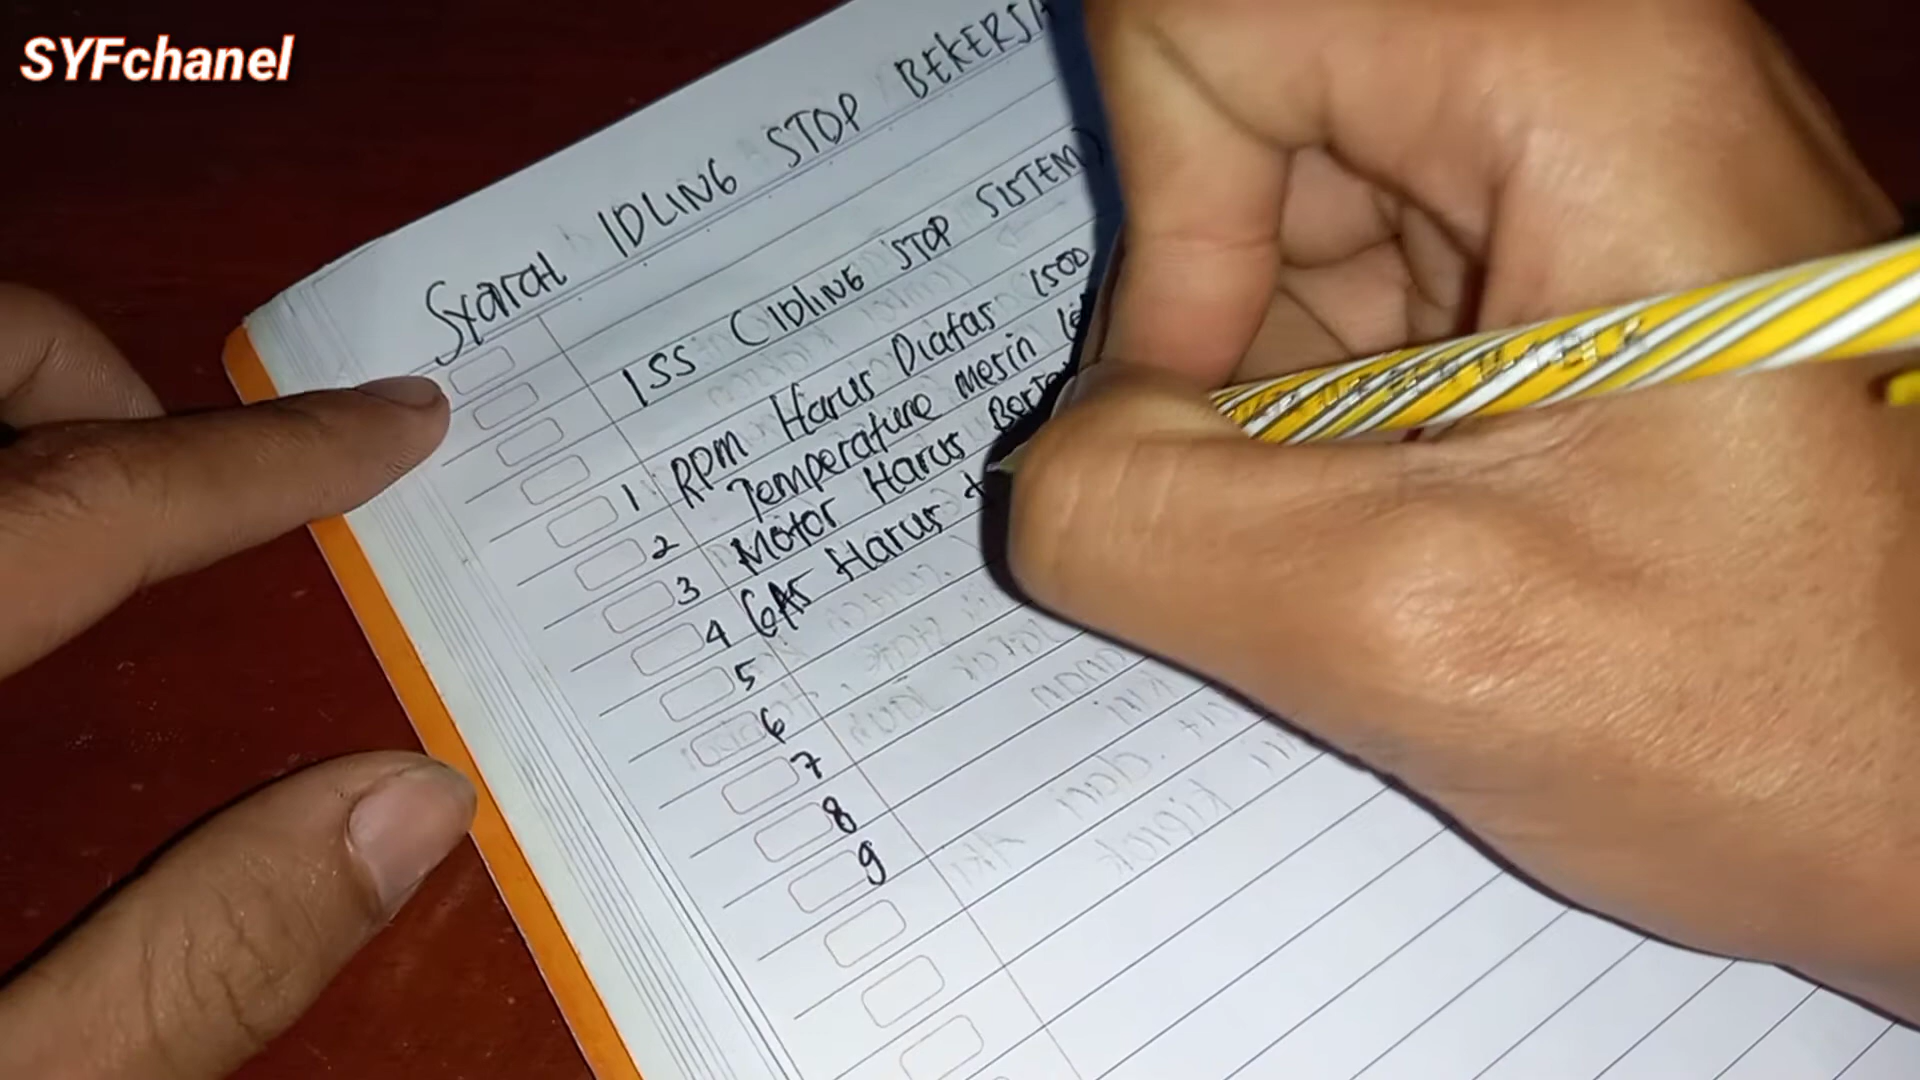 SYFchanel
Syarat IDLING STOP BEKERJA
ISS (IDLING STOP SISTEM)
1 RPM Harus Diatas 1500
2 Temperature mesin
3 Motor Harus
4 GAS Harus
5
6
7
8
9